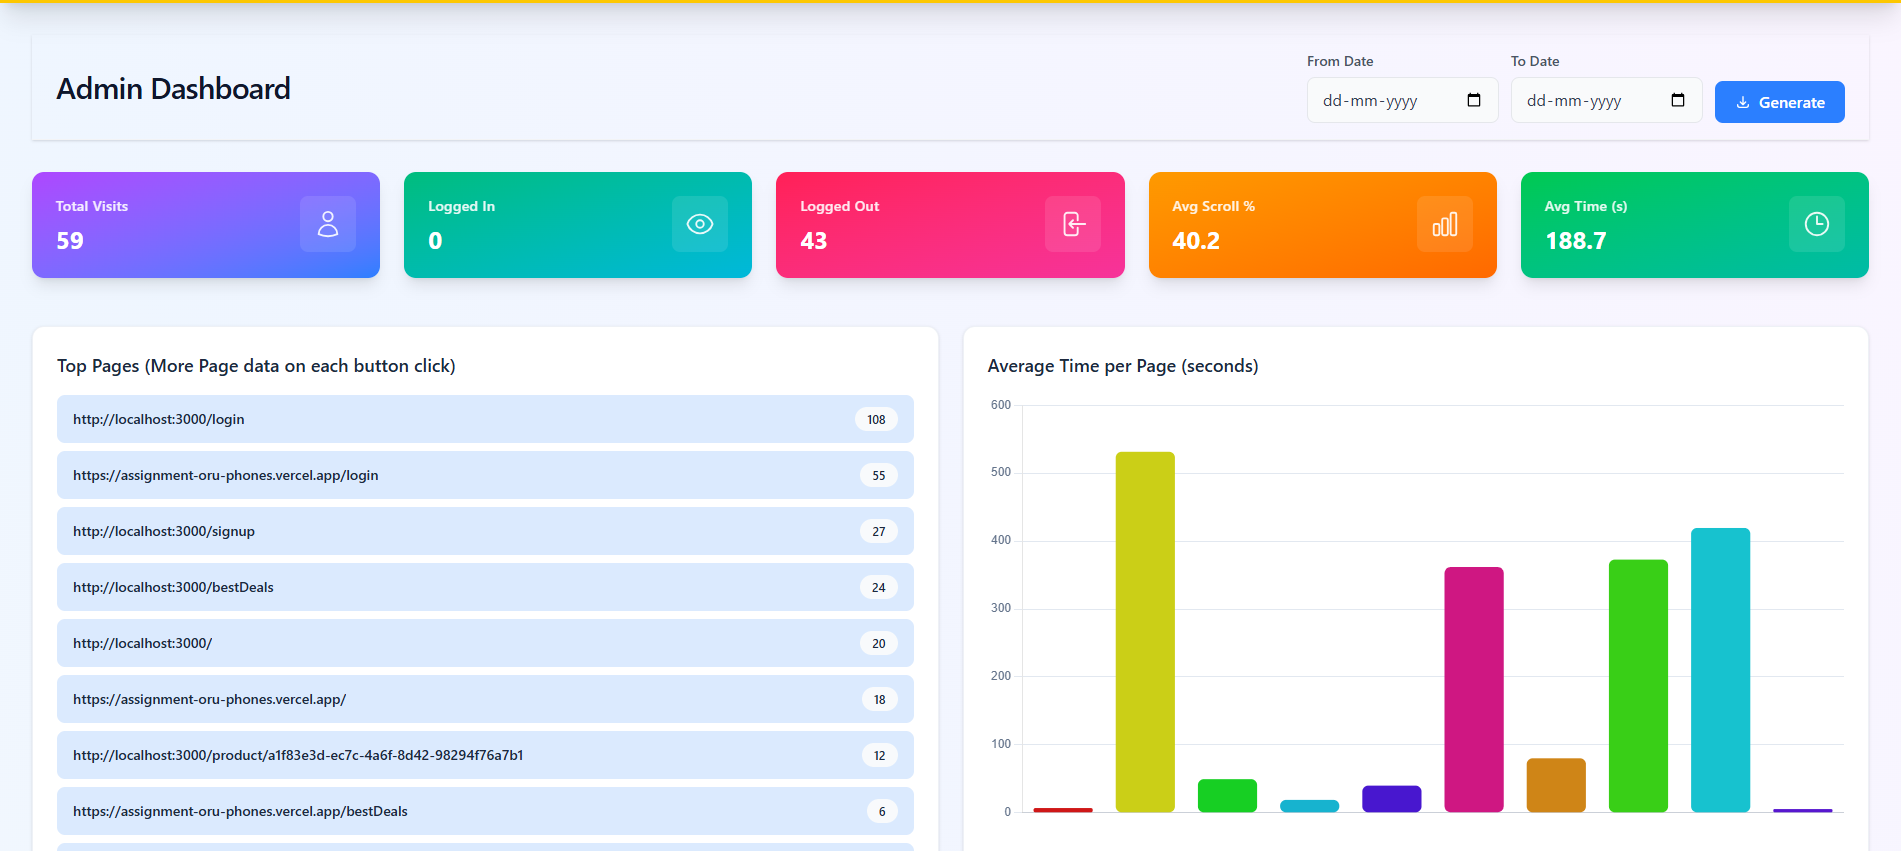 Admin Dashboard
From Date
To Date
dd-mm-yyyy
dd-mm-yyyy
Generate
Total Visits
59
Logged In
0
Logged Out
43
Avg Scroll %
40.2
Avg Time (s)
188.7
Top Pages (More Page data on each button click)
http://localhost:3000/login 108
https://assignment-oru-phones.vercel.app/login 55
http://localhost:3000/signup 27
http://localhost:3000/bestDeals 24
http://localhost:3000/ 20
https://assignment-oru-phones.vercel.app/ 18
http://localhost:3000/product/a1f83e3d-ec7c-4a6f-8d42-98294f76a7b1 12
https://assignment-oru-phones.vercel.app/bestDeals 6
Average Time per Page (seconds)
600
500
400
300
200
100
0